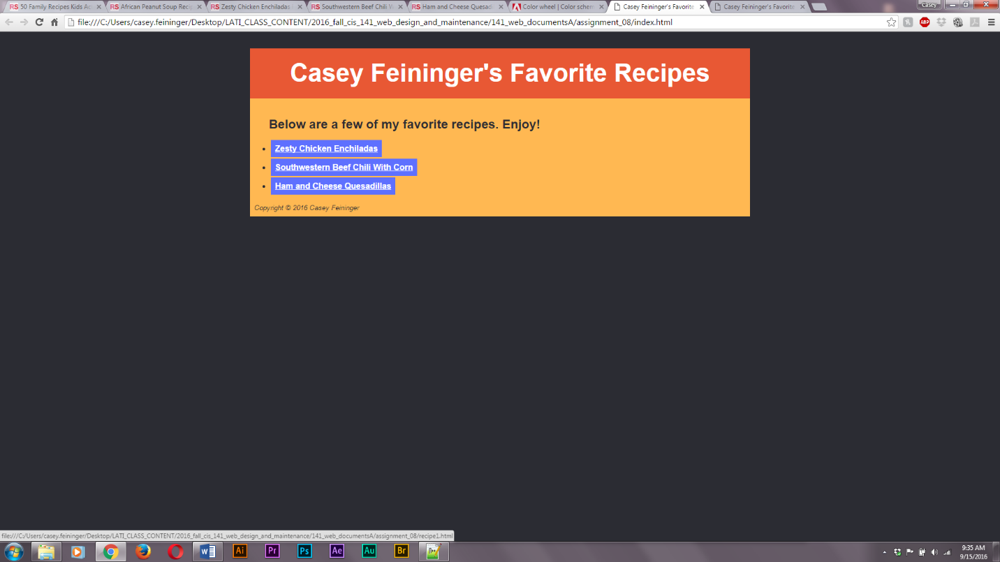 RS 50 Family Recipes Kids Ac
RS African Peanut Soup Recip
RS Zesty Chicken Enchiladas
RS Southwestern Beef Chili W
RS Ham and Cheese Quesad
Color wheel | Color schem
Casey Feininger's Favorite
Casey Feininger's Favorite
Casey
file:///C:/Users/casey.feininger/Desktop/LATI_CLASS_CONTENT/2016_fall_cis_141_web_design_and_maintenance/141_web_documentsA/assignment_08/index.html
ABP
Casey Feininger's Favorite Recipes
Below are a few of my favorite recipes. Enjoy!
• Zesty Chicken Enchiladas
• Southwestern Beef Chili With Corn
• Ham and Cheese Quesadillas
Copyright © 2016 Casey Feininger
file:///C:/Users/casey.feininger/Desktop/LATI_CLASS_CONTENT/2016_fall_cis_141_web_design_and_maintenance/141_web_documentsA/assignment_08/recipe1.html
W Ai Pr Ps Ae Au Br
9:35 AM
9/15/2016